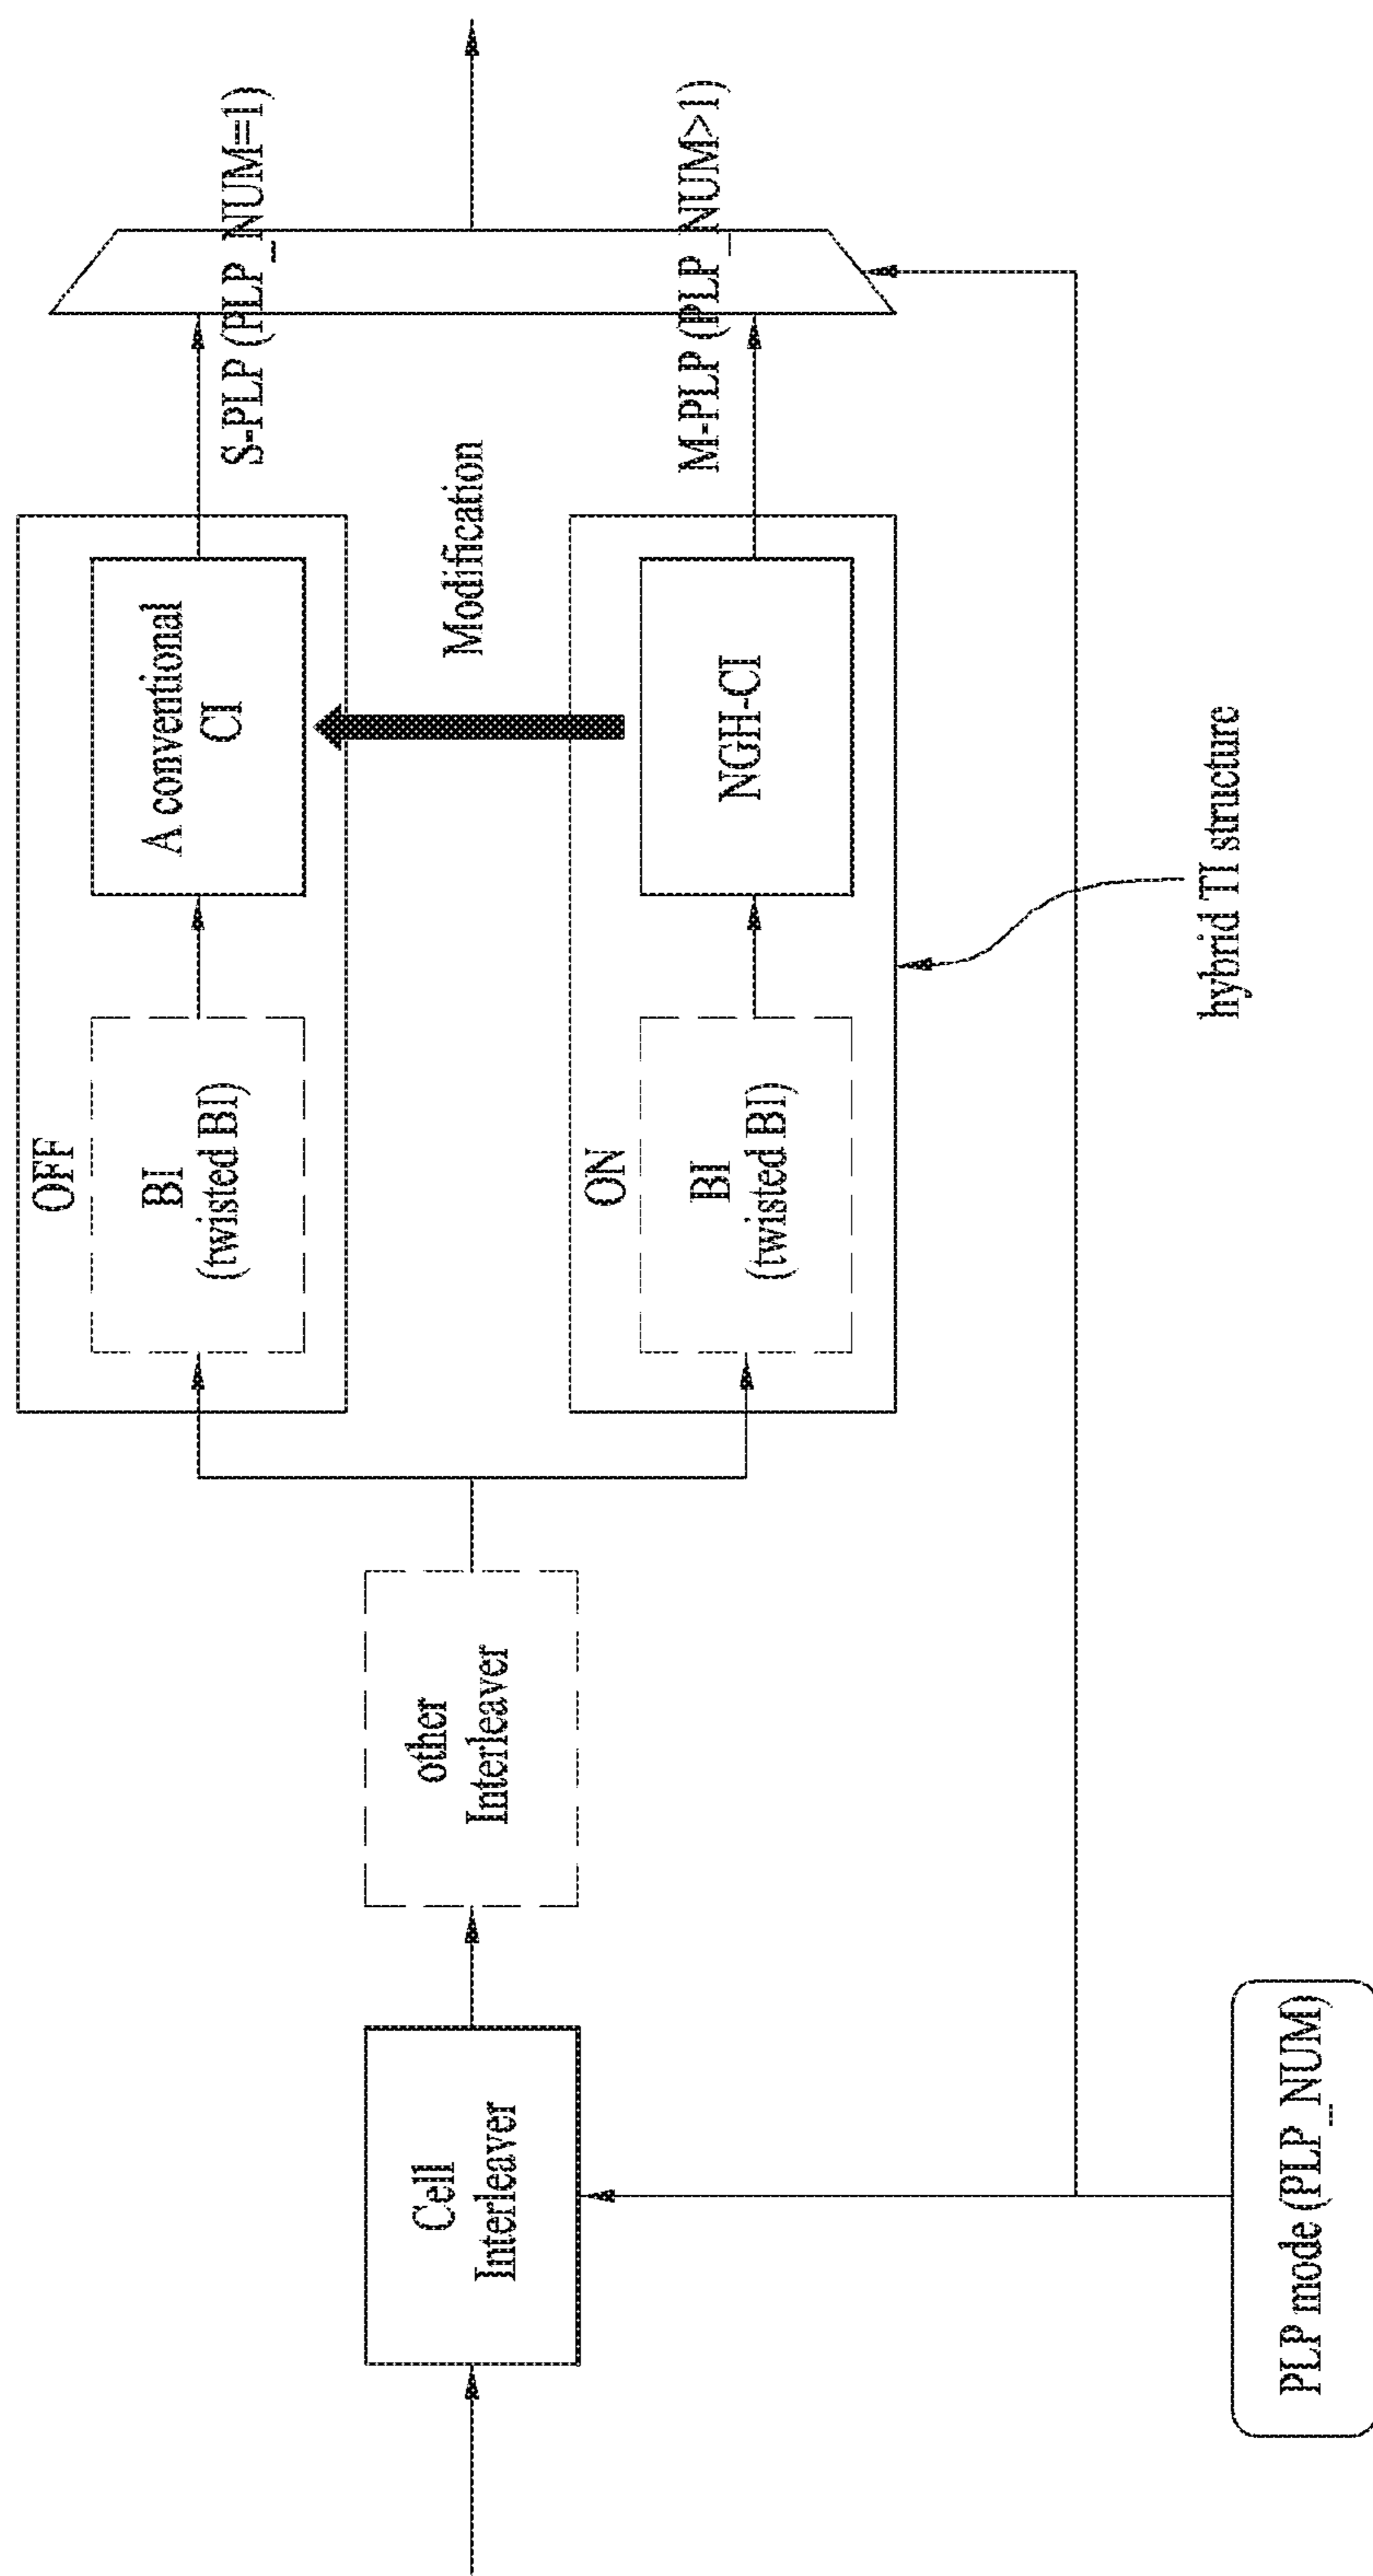 Cell
Interleaver
other
Interleaver
OFF
BI
(twisted BI)
A conventional
CI
S-PLP (PLP_NUM=1)
Modification
ON
BI
(twisted BI)
NGH-CI
M-PLP (PLP_NUM>1)
hybrid TI structure
PLP mode (PLP_NUM)